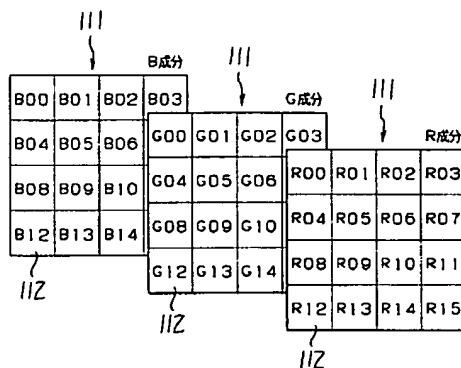 111
B成分
B00 B01 B02 B03
B04 B05 B06
B08 B09 B10
B12 B13 B14
112
111
G成分
G00 G01 G02 G03
G04 G05 G06
G08 G09 G10
G12 G13 G14
112
111
R成分
R00 R01 R02 R03
R04 R05 R06 R07
R08 R09 R10 R11
R12 R13 R14 R15
112